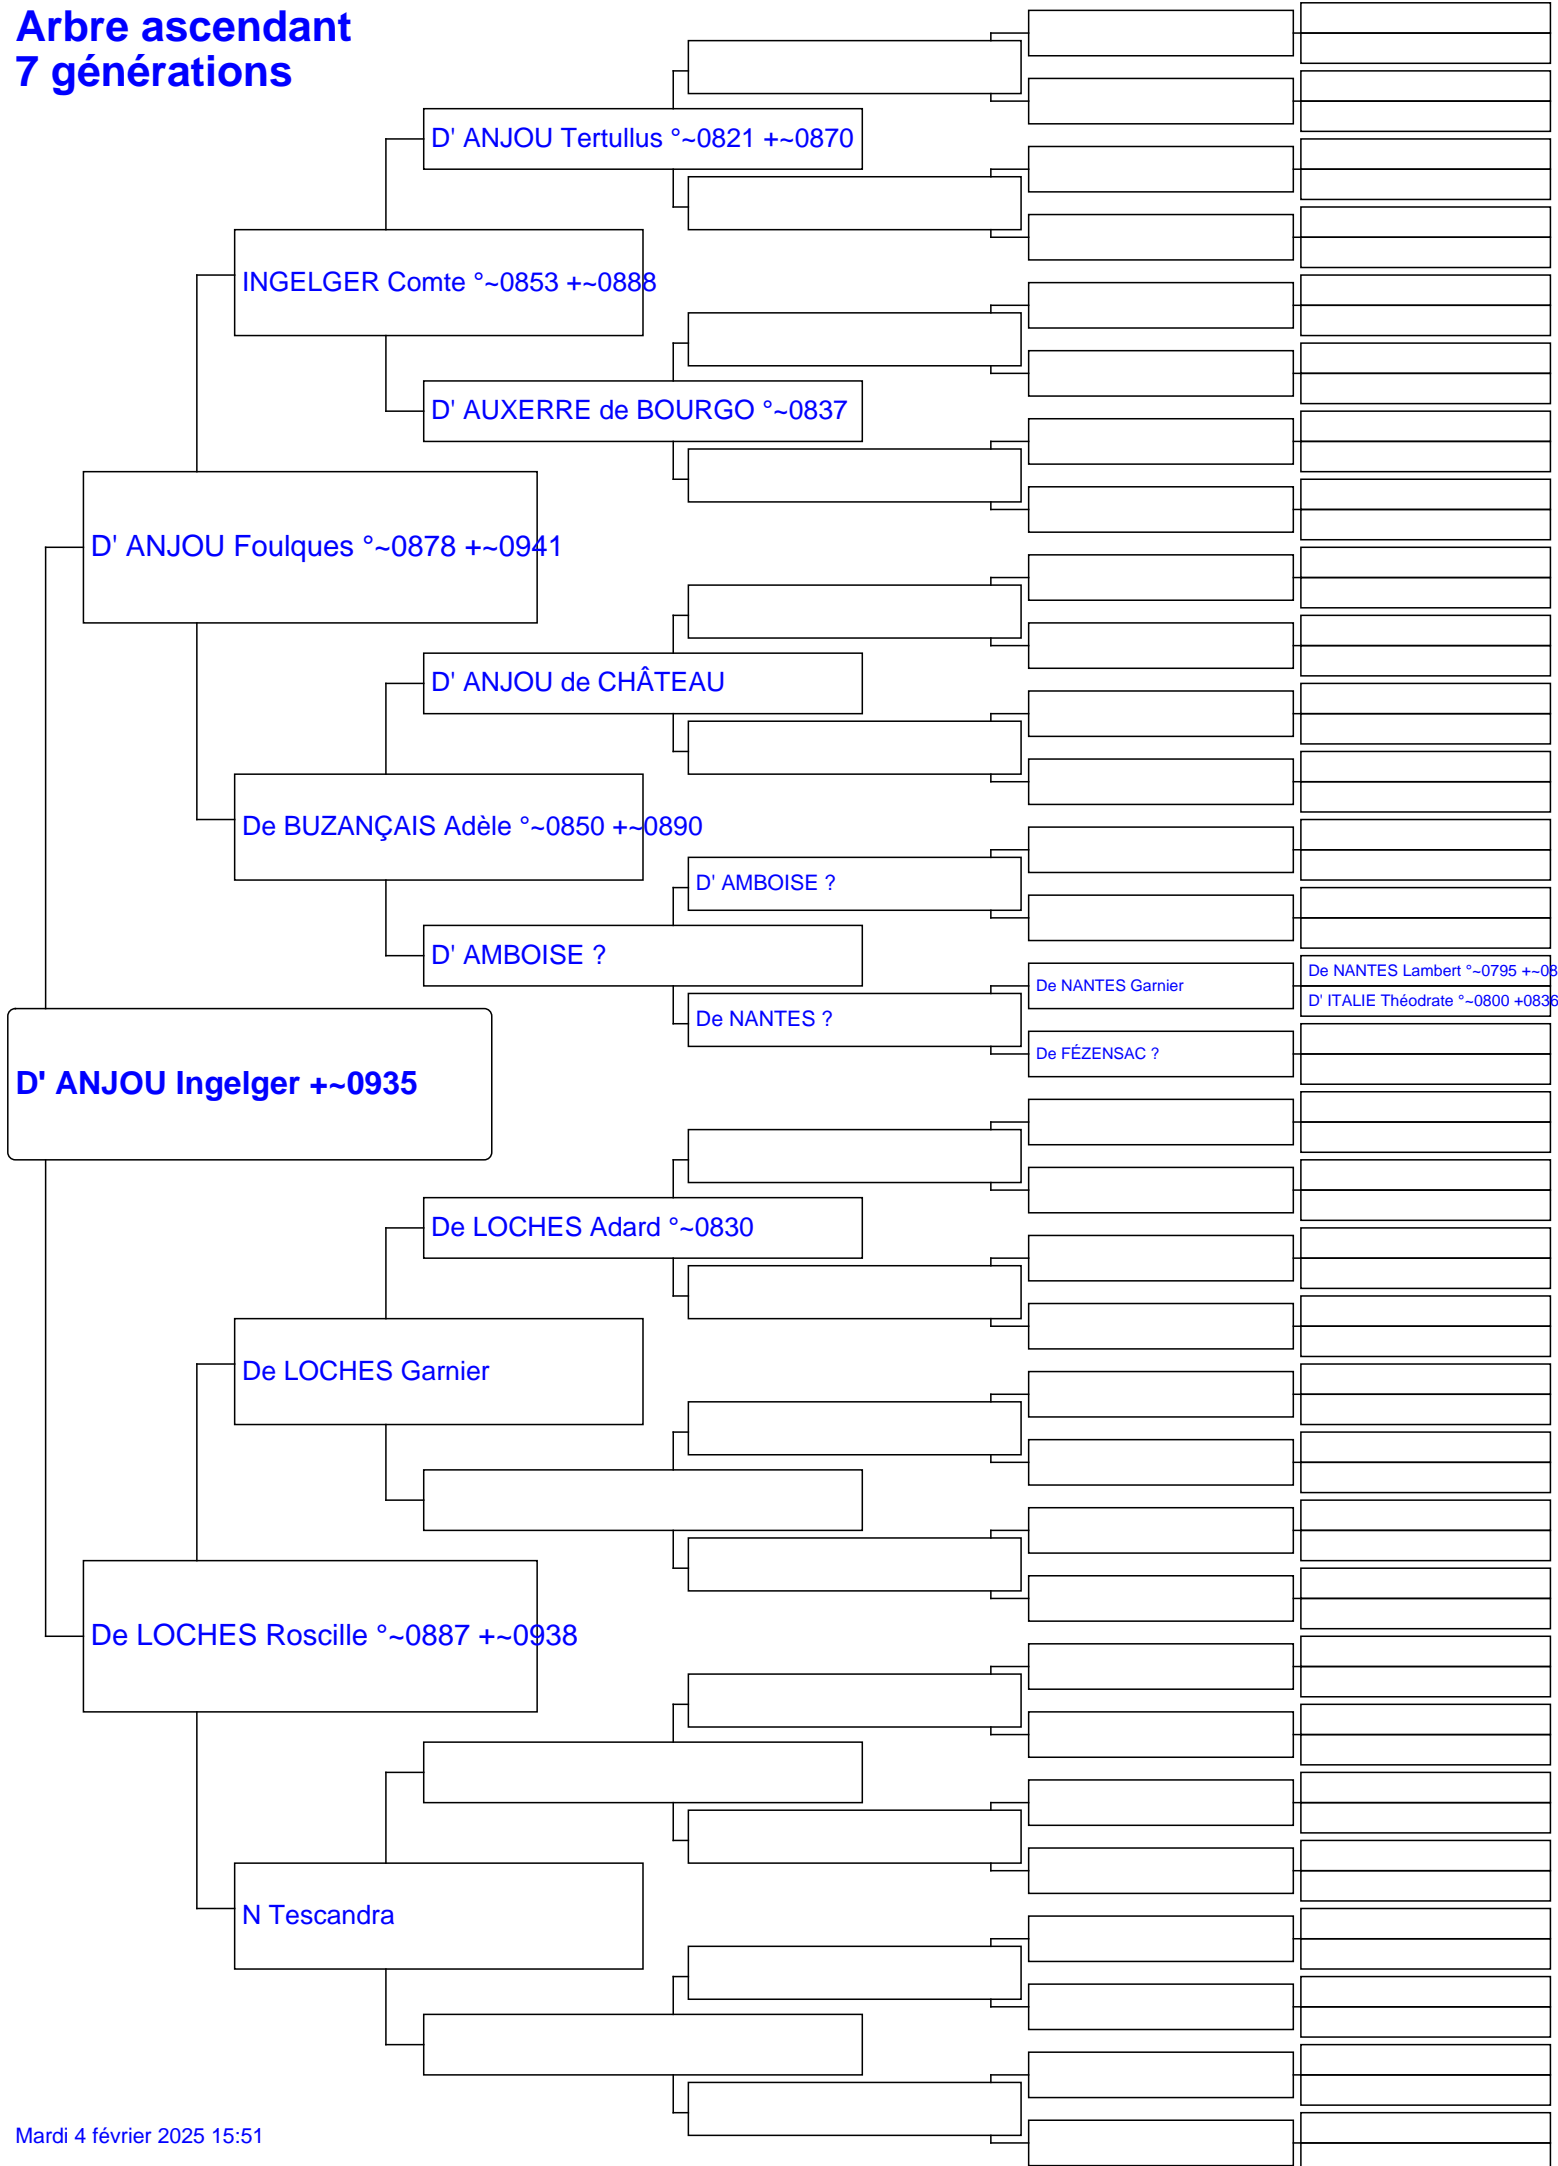 Arbre ascendant
7 générations
D' ANJOU Tertullus °~0821 +~0870
INGELGER Comte °~0853 +~0888
D' AUXERRE de BOURGO °~0837
D' ANJOU Foulques °~0878 +~0941
D' ANJOU de CHÂTEAU
De BUZANÇAIS Adèle °~0850 +~0890
D' AMBOISE ?
D' AMBOISE ?
De NANTES Lambert °~0795 +~08
De NANTES Garnier
D' ITALIE Théodrate °~0800 +0836
De NANTES ?
De FÉZENSAC ?
D' ANJOU Ingelger +~0935
De LOCHES Adard °~0830
De LOCHES Garnier
De LOCHES Roscille °~0887 +~0938
N Tescandra
Mardi 4 février 2025 15:51